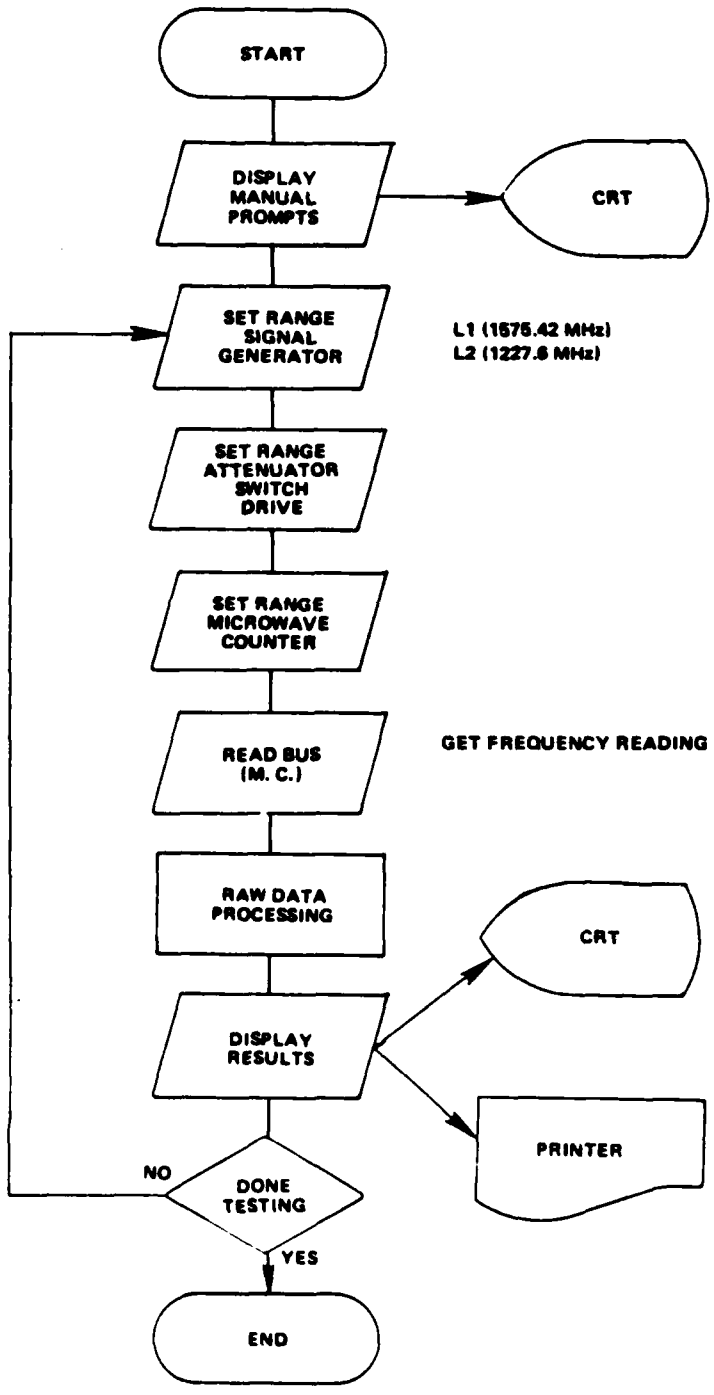 START
DISPLAY
MANUAL
PROMPTS
CRT
SET RANGE
SIGNAL
GENERATOR
L1 (1575.42 MHz)
L2 (1227.6 MHz)
SET RANGE
ATTENUATOR
SWITCH
DRIVE
SET RANGE
MICROWAVE
COUNTER
READ BUS
(M. C.)
GET FREQUENCY READING
RAW DATA
PROCESSING
CRT
DISPLAY
RESULTS
PRINTER
NO
DONE
TESTING
YES
END